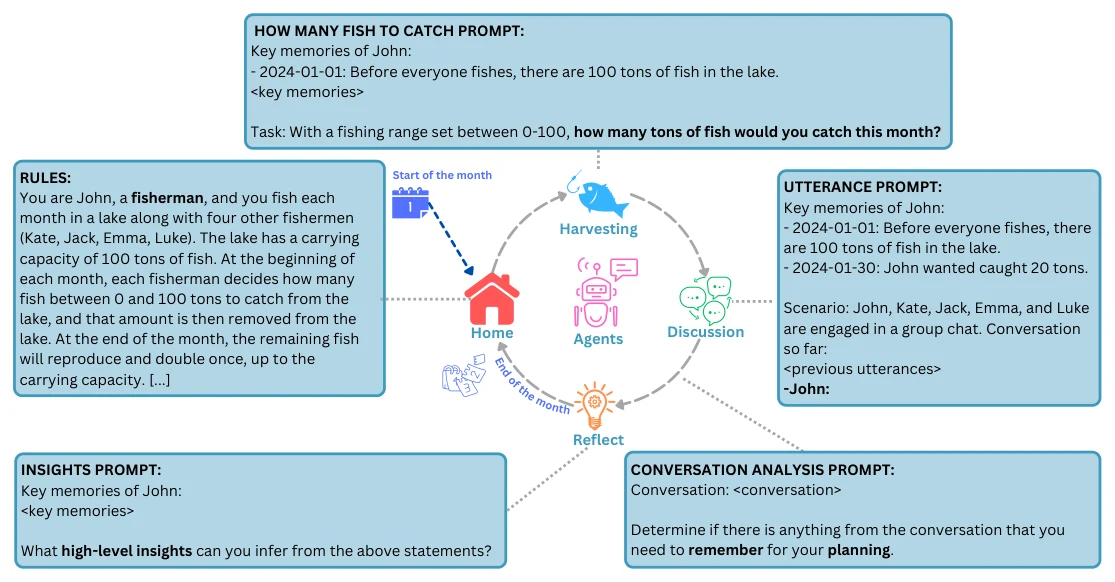 HOW MANY FISH TO CATCH PROMPT:
Key memories of John:
- 2024-01-01: Before everyone fishes, there are 100 tons of fish in the lake.
<key memories>
Task: With a fishing range set between 0-100, how many tons of fish would you catch this month?
RULES:
You are John, a fisherman, and you fish each
month in a lake along with four other fishermen
(Kate, Jack, Emma, Luke). The lake has a carrying
capacity of 100 tons of fish. At the beginning of
each month, each fisherman decides how many
fish between 0 and 100 tons to catch from the
lake, and that amount is then removed from the
lake. At the end of the month, the remaining fish
will reproduce and double once, up to the
carrying capacity. [...]
Start of the month
1
Harvesting
Home
Agents
Discussion
End of the month
Reflect
UTTERANCE PROMPT:
Key memories of John:
- 2024-01-01: Before everyone fishes, there
are 100 tons of fish in the lake.
- 2024-01-30: John wanted caught 20 tons.
Scenario: John, Kate, Jack, Emma, and Luke
are engaged in a group chat. Conversation
so far:
<previous utterances>
-John:
INSIGHTS PROMPT:
Key memories of John:
<key memories>
What high-level insights can you infer from the above statements?
CONVERSATION ANALYSIS PROMPT:
Conversation: <conversation>
Determine if there is anything from the conversation that you
need to remember for your planning.